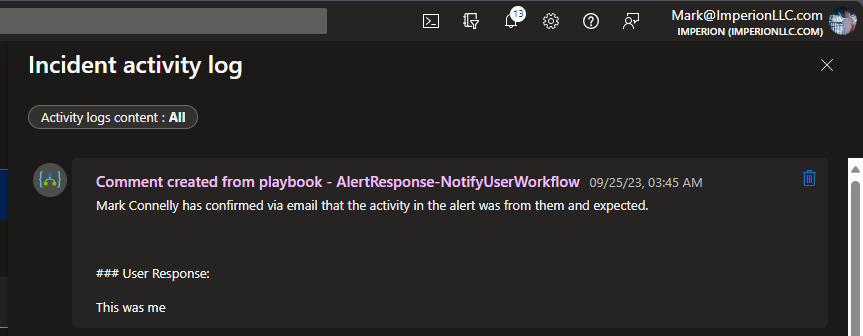 13
Mark@ImperionLLC.com
IMPERION (IMPERIONLLC.COM)
Incident activity log
Activity logs content : All
Comment created from playbook - AlertResponse-NotifyUserWorkflow 09/25/23, 03:45 AM
Mark Connelly has confirmed via email that the activity in the alert was from them and expected.
### User Response:
This was me